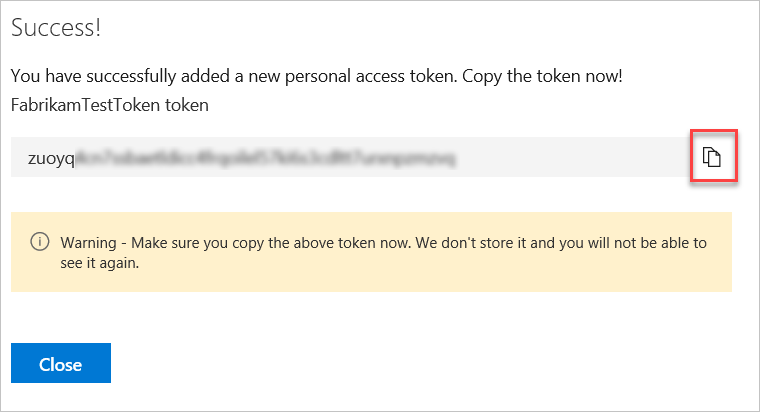 Success!
You have successfully added a new personal access token. Copy the token now!
FabrikamTestToken token
zuoyq
Warning - Make sure you copy the above token now. We don't store it and you will not be able to
see it again.
Close